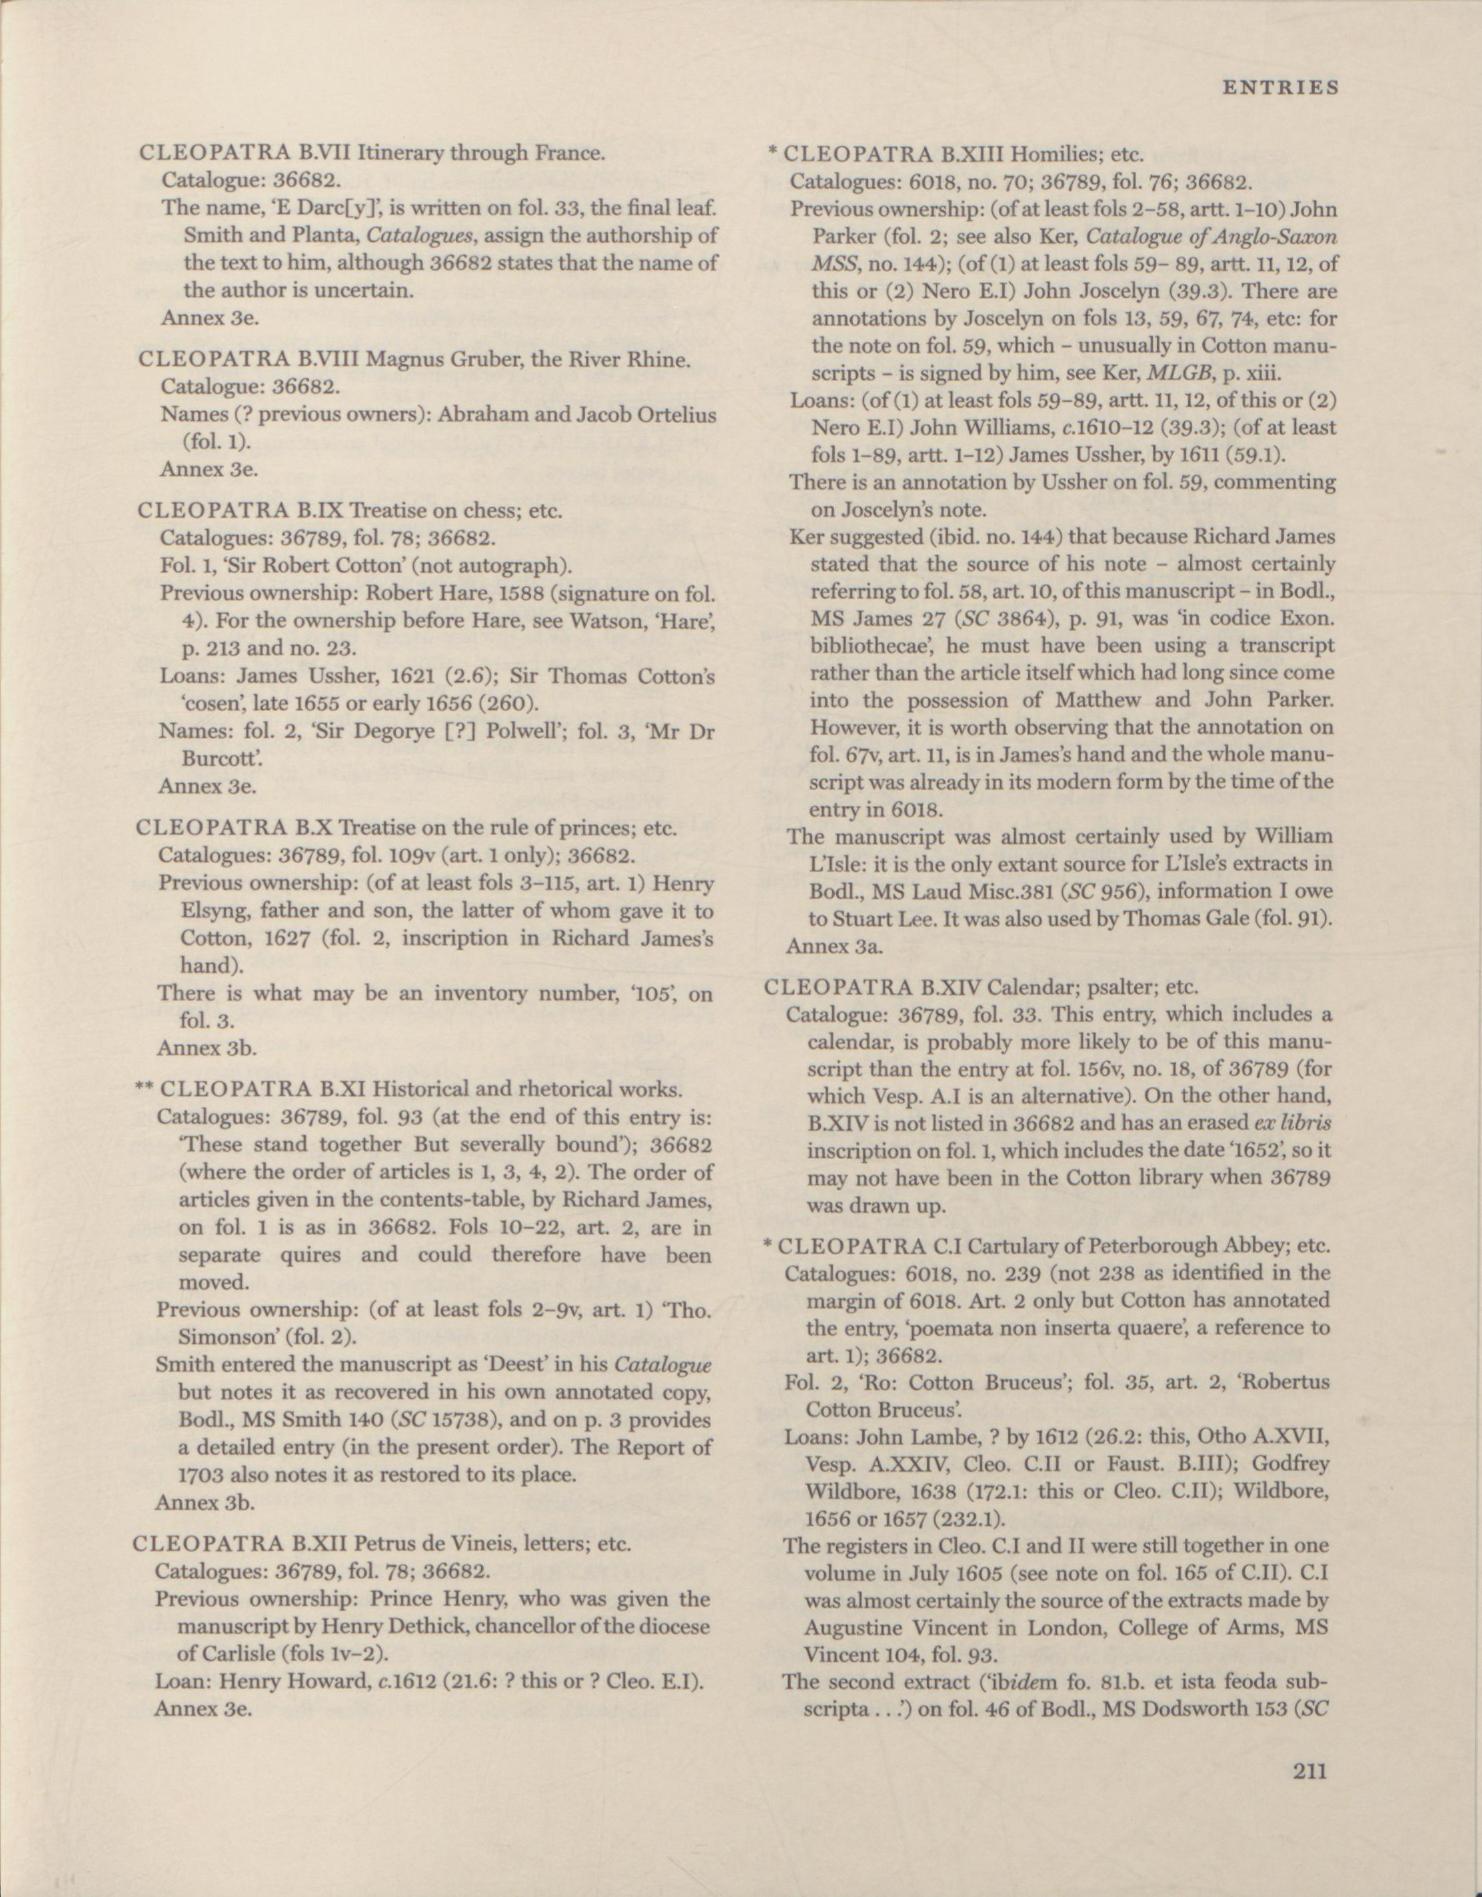 ENTRIES
CLEOPATRA B.VII Itinerary through France.
Catalogue: 36682.
The name, ‘E Darc[y]’, is written on fol. 33, the final leaf.
Smith and Planta, Catalogues, assign the authorship of
the text to him, although 36682 states that the name of
the author is uncertain.
Annex 3e.
CLEOPATRA B.VIII Magnus Gruber, the River Rhine.
Catalogue: 36682.
Names (? previous owners): Abraham and Jacob Ortelius
(fol. 1).
Annex 3e.
CLEOPATRA B.IX Treatise on chess; etc.
Catalogues: 36789, fol. 78; 36682.
Fol. 1, ‘Sir Robert Cotton’ (not autograph).
Previous ownership: Robert Hare, 1588 (signature on fol.
4). For the ownership before Hare, see Watson, ‘Hare’,
p. 213 and no. 23.
Loans: James Ussher, 1621 (2.6); Sir Thomas Cotton’s
‘cosen’, late 1655 or early 1656 (260).
Names: fol. 2, ‘Sir Degorye [?] Polwell’; fol. 3, ‘Mr Dr
Burcott’.
Annex 3e.
CLEOPATRA B.X Treatise on the rule of princes; etc.
Catalogues: 36789, fol. 109v (art. 1 only); 36682.
Previous ownership: (of at least fols 3–115, art. 1) Henry
Elsyng, father and son, the latter of whom gave it to
Cotton, 1627 (fol. 2, inscription in Richard James’s
hand).
There is what may be an inventory number, ‘105’, on
fol. 3.
Annex 3b.
** CLEOPATRA B.XI Historical and rhetorical works.
Catalogues: 36789, fol. 93 (at the end of this entry is:
‘These stand together But severally bound’); 36682
(where the order of articles is 1, 3, 4, 2). The order of
articles given in the contents-table, by Richard James,
on fol. 1 is as in 36682. Fols 10–22, art. 2, are in
separate quires and could therefore have been
moved.
Previous ownership: (of at least fols 2–9v, art. 1) ‘Tho.
Simonson’ (fol. 2).
Smith entered the manuscript as ‘Deest’ in his Catalogue
but notes it as recovered in his own annotated copy,
Bodl., MS Smith 140 (SC 15738), and on p. 3 provides
a detailed entry (in the present order). The Report of
1703 also notes it as restored to its place.
Annex 3b.
CLEOPATRA B.XII Petrus de Vineis, letters; etc.
Catalogues: 36789, fol. 78; 36682.
Previous ownership: Prince Henry, who was given the
manuscript by Henry Dethick, chancellor of the diocese
of Carlisle (fols 1v–2).
Loan: Henry Howard, c.1612 (21.6: ? this or ? Cleo. E.I).
Annex 3e.
* CLEOPATRA B.XIII Homilies; etc.
Catalogues: 6018, no. 70; 36789, fol. 76; 36682.
Previous ownership: (of at least fols 2–58, artt. 1–10) John
Parker (fol. 2; see also Ker, Catalogue of Anglo-Saxon
MSS, no. 144); (of (1) at least fols 59– 89, artt. 11, 12, of
this or (2) Nero E.I) John Joscelyn (39.3). There are
annotations by Joscelyn on fols 13, 59, 67, 74, etc: for
the note on fol. 59, which – unusually in Cotton manu-
scripts – is signed by him, see Ker, MLGB, p. xiii.
Loans: (of (1) at least fols 59–89, artt. 11, 12, of this or (2)
Nero E.I) John Williams, c.1610–12 (39.3); (of at least
fols 1–89, artt. 1–12) James Ussher, by 1611 (59.1).
There is an annotation by Ussher on fol. 59, commenting
on Joscelyn’s note.
Ker suggested (ibid. no. 144) that because Richard James
stated that the source of his note – almost certainly
referring to fol. 58, art. 10, of this manuscript – in Bodl.,
MS James 27 (SC 3864), p. 91, was ‘in codice Exon.
bibliothecae’, he must have been using a transcript
rather than the article itself which had long since come
into the possession of Matthew and John Parker.
However, it is worth observing that the annotation on
fol. 67v, art. 11, is in James’s hand and the whole manu-
script was already in its modern form by the time of the
entry in 6018.
The manuscript was almost certainly used by William
L’Isle: it is the only extant source for L’Isle’s extracts in
Bodl., MS Laud Misc.381 (SC 956), information I owe
to Stuart Lee. It was also used by Thomas Gale (fol. 91).
Annex 3a.
CLEOPATRA B.XIV Calendar; psalter; etc.
Catalogue: 36789, fol. 33. This entry, which includes a
calendar, is probably more likely to be of this manu-
script than the entry at fol. 156v, no. 18, of 36789 (for
which Vesp. A.I is an alternative). On the other hand,
B.XIV is not listed in 36682 and has an erased ex libris
inscription on fol. 1, which includes the date ‘1652’, so it
may not have been in the Cotton library when 36789
was drawn up.
* CLEOPATRA C.I Cartulary of Peterborough Abbey; etc.
Catalogues: 6018, no. 239 (not 238 as identified in the
margin of 6018. Art. 2 only but Cotton has annotated
the entry, ‘poemata non inserta quaere’, a reference to
art. 1); 36682.
Fol. 2, ‘Ro: Cotton Bruceus’; fol. 35, art. 2, ‘Robertus
Cotton Bruceus’.
Loans: John Lambe, ? by 1612 (26.2: this, Otho A.XVII,
Vesp. A.XXIV, Cleo. C.II or Faust. B.III); Godfrey
Wildbore, 1638 (172.1: this or Cleo. C.II); Wildbore,
1656 or 1657 (232.1).
The registers in Cleo. C.I and II were still together in one
volume in July 1605 (see note on fol. 165 of C.II). C.I
was almost certainly the source of the extracts made by
Augustine Vincent in London, College of Arms, MS
Vincent 104, fol. 93.
The second extract (‘ibidem fo. 81.b. et ista feoda sub-
scripta . . .’) on fol. 46 of Bodl., MS Dodsworth 153 (SC
211